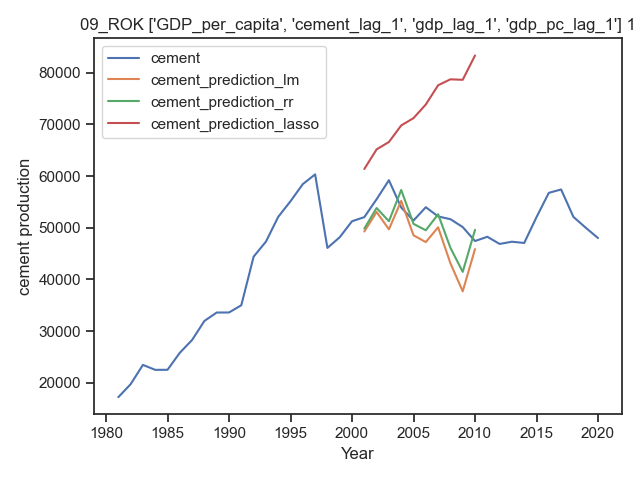 09_ROK ['GDP_per_capita', 'cement_lag_1', 'gdp_lag_1', 'gdp_pc_lag_1'] 1
cement
cement_prediction_lm
cement_prediction_rr
cement_prediction_lasso
80000
70000
60000
50000
40000
30000
20000
cement production
1980 1985 1990 1995 2000 2005 2010 2015 2020
Year